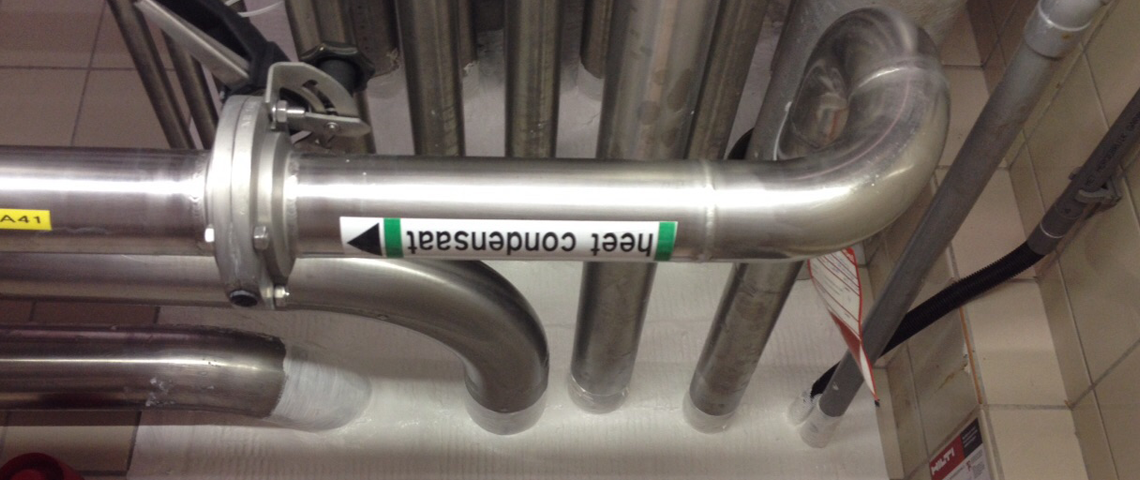 A41
heet condensaat
HILTI